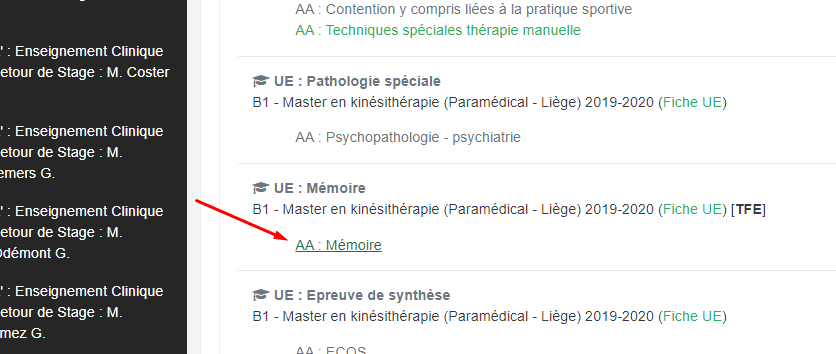 ' : Enseignement Clinique
etour de Stage : M. Coster
' : Enseignement Clinique
etour de Stage : M.
emers G.
' : Enseignement Clinique
etour de Stage : M.
Odémont G.
' : Enseignement Clinique
etour de Stage : M.
mez G.
AA : Contention y compris liées à la pratique sportive
AA : Techniques spéciales thérapie manuelle
UE : Pathologie spéciale
B1 - Master en kinésithérapie (Paramédical - Liège) 2019-2020 (Fiche UE)
AA : Psychopathologie - psychiatrie
UE : Mémoire
B1 - Master en kinésithérapie (Paramédical - Liège) 2019-2020 (Fiche UE) [TFE]
AA : Mémoire
UE : Epreuve de synthèse
B1 - Master en kinésithérapie (Paramédical - Liège) 2019-2020 (Fiche UE)
AA : ECOS